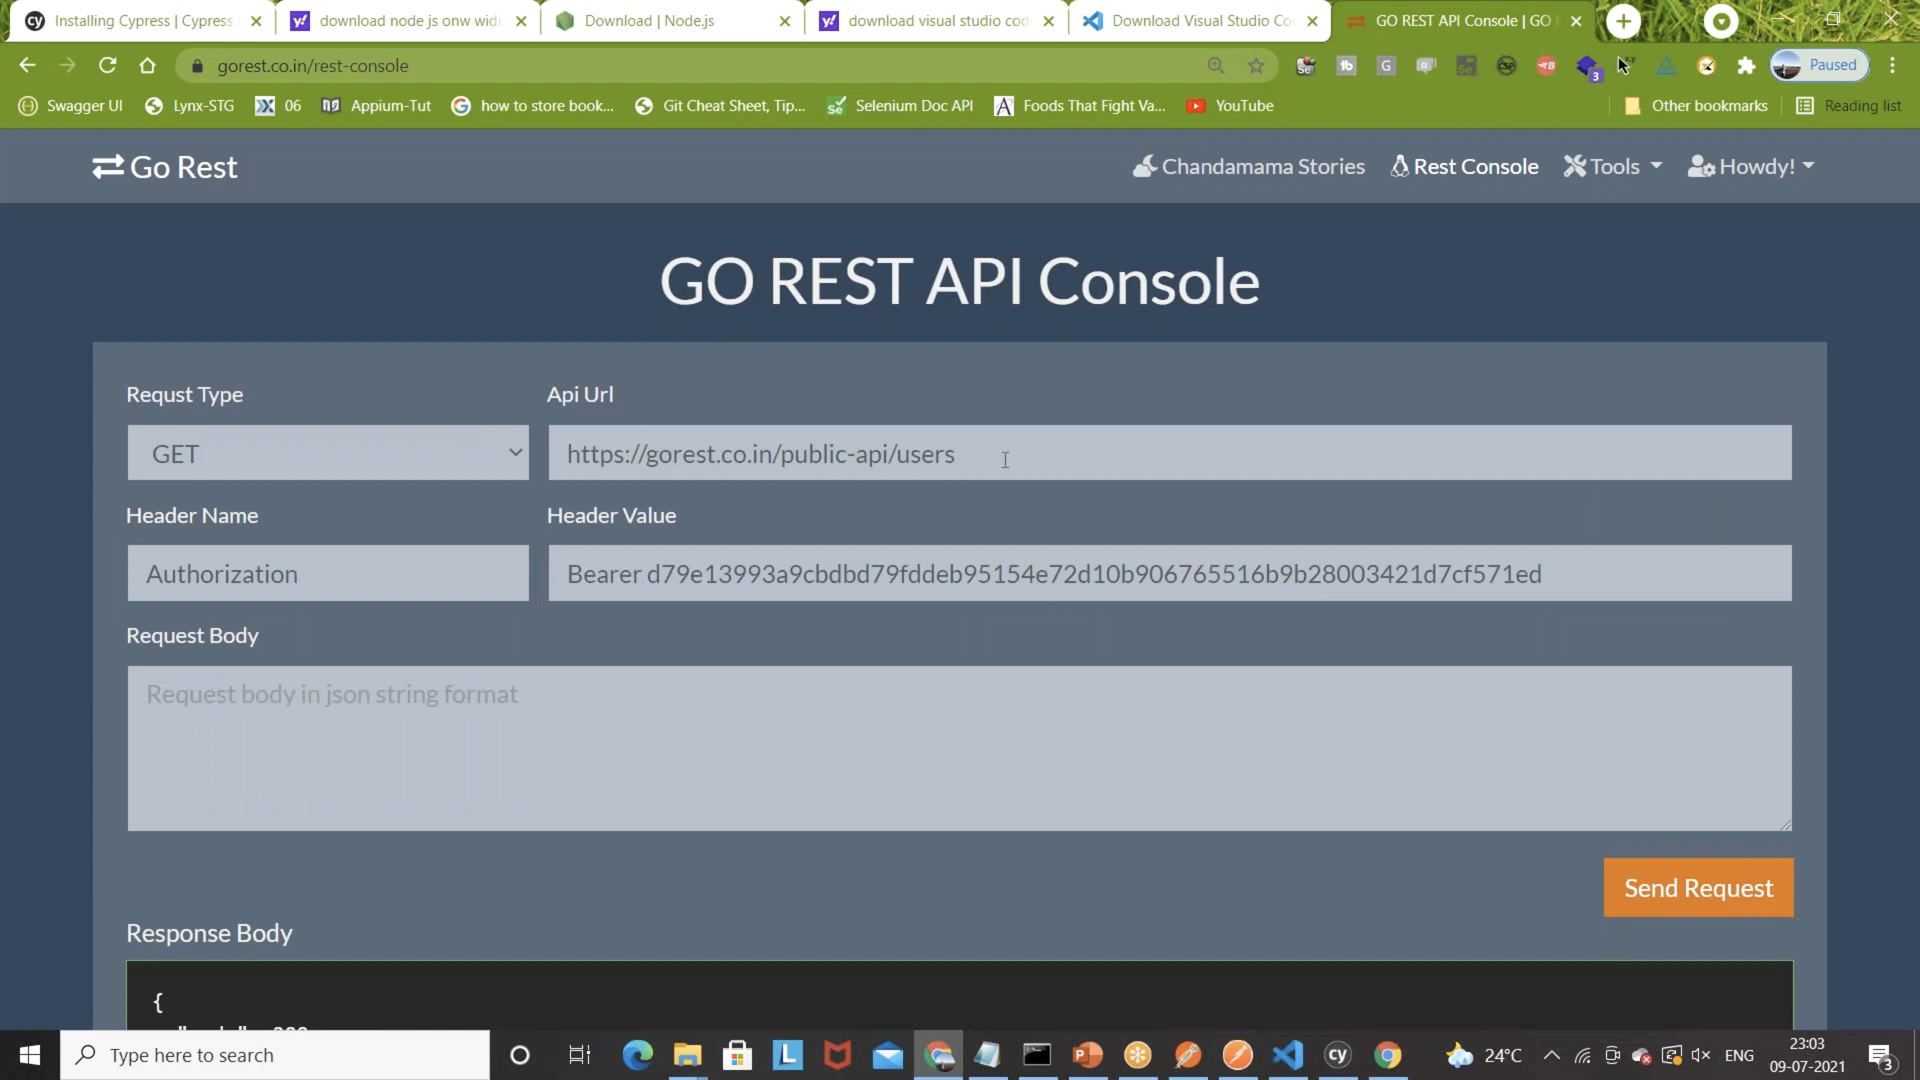 Installing Cypress | Cypress
download node js onw wid
Download | Node.js
download visual studio cod
Download Visual Studio Co
GO REST API Console | GO
gorest.co.in/rest-console
Paused
Swagger UI
Lynx-STG
06
Appium-Tut
how to store book...
Git Cheat Sheet, Tip...
Selenium Doc API
Foods That Fight Va...
YouTube
Other bookmarks
Reading list
Go Rest
Chandamama Stories
Rest Console
Tools
Howdy!
GO REST API Console
Requst Type
Api Url
GET
https://gorest.co.in/public-api/users
Header Name
Header Value
Authorization
Bearer d79e13993a9cbdbd79fddeb95154e72d10b906765516b9b28003421d7cf571ed
Request Body
Request body in json string format
Send Request
Response Body
{
Type here to search
24°C
ENG
23:03
09-07-2021
3